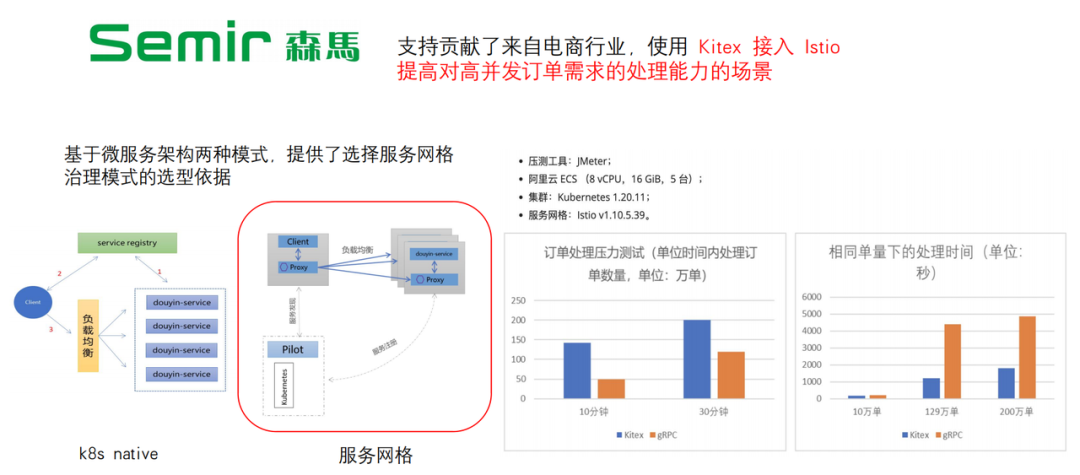 Semir 森馬
支持贡献了来自电商行业，使用 Kitex 接入 Istio
提高对高并发订单需求的处理能力的场景
基于微服务架构两种模式，提供了选择服务网格
治理模式的选型依据
service registry
2
1
Client
3
负载均衡
douyin-service
douyin-service
douyin-service
douyin-service
k8s native
Client
Proxy
负载均衡
douyin-service
Proxy
服务发现
服务注册
Pilot
Kubernetes
服务网格
• 压测工具：JMeter；
• 阿里云 ECS （8 vCPU，16 GiB，5 台）；
• 集群：Kubernetes 1.20.11；
• 服务网格：Istio v1.10.5.39。
订单处理压力测试（单位时间内处理订
单数量，单位：万单）
250
200
150
100
50
0
10分钟
30分钟
Kitex
gRPC
相同单量下的处理时间（单位：
秒）
6000
5000
4000
3000
2000
1000
0
10万单
129万单
200万单
Kitex
gRPC